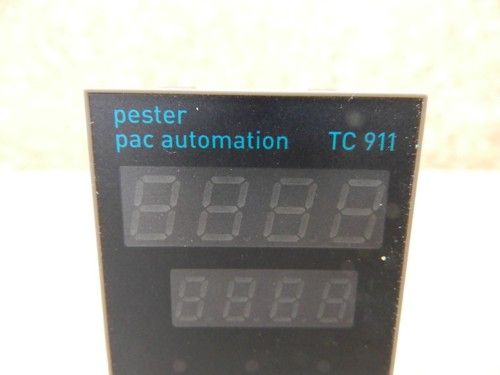 pester
pac automation TC 911